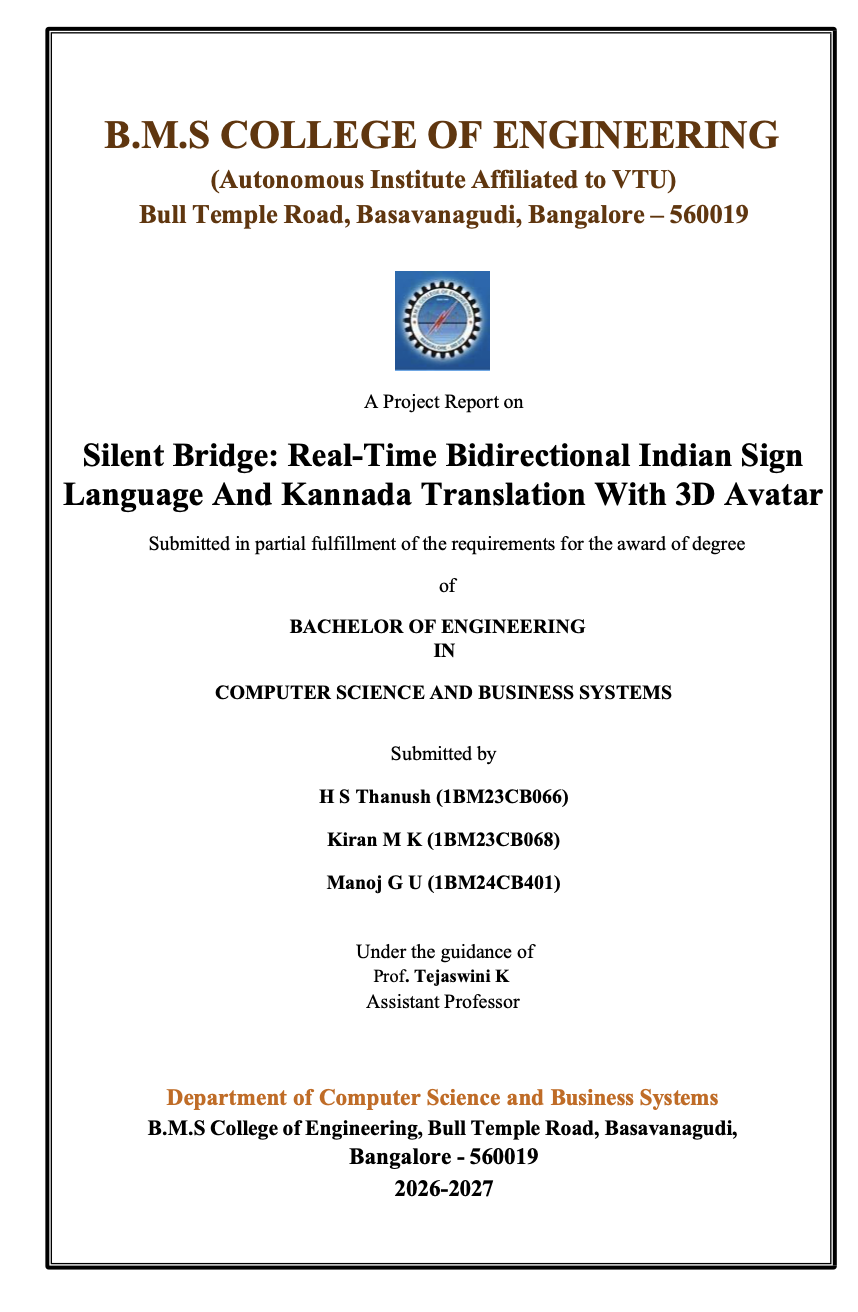 B.M.S COLLEGE OF ENGINEERING
(Autonomous Institute Affiliated to VTU)
Bull Temple Road, Basavanagudi, Bangalore – 560019
A Project Report on
Silent Bridge: Real-Time Bidirectional Indian Sign
Language And Kannada Translation With 3D Avatar
Submitted in partial fulfillment of the requirements for the award of degree
of
BACHELOR OF ENGINEERING
IN
COMPUTER SCIENCE AND BUSINESS SYSTEMS
Submitted by
H S Thanush (1BM23CB066)
Kiran M K (1BM23CB068)
Manoj G U (1BM24CB401)
Under the guidance of
Prof. Tejaswini K
Assistant Professor
Department of Computer Science and Business Systems
B.M.S College of Engineering, Bull Temple Road, Basavanagudi,
Bangalore - 560019
2026-2027